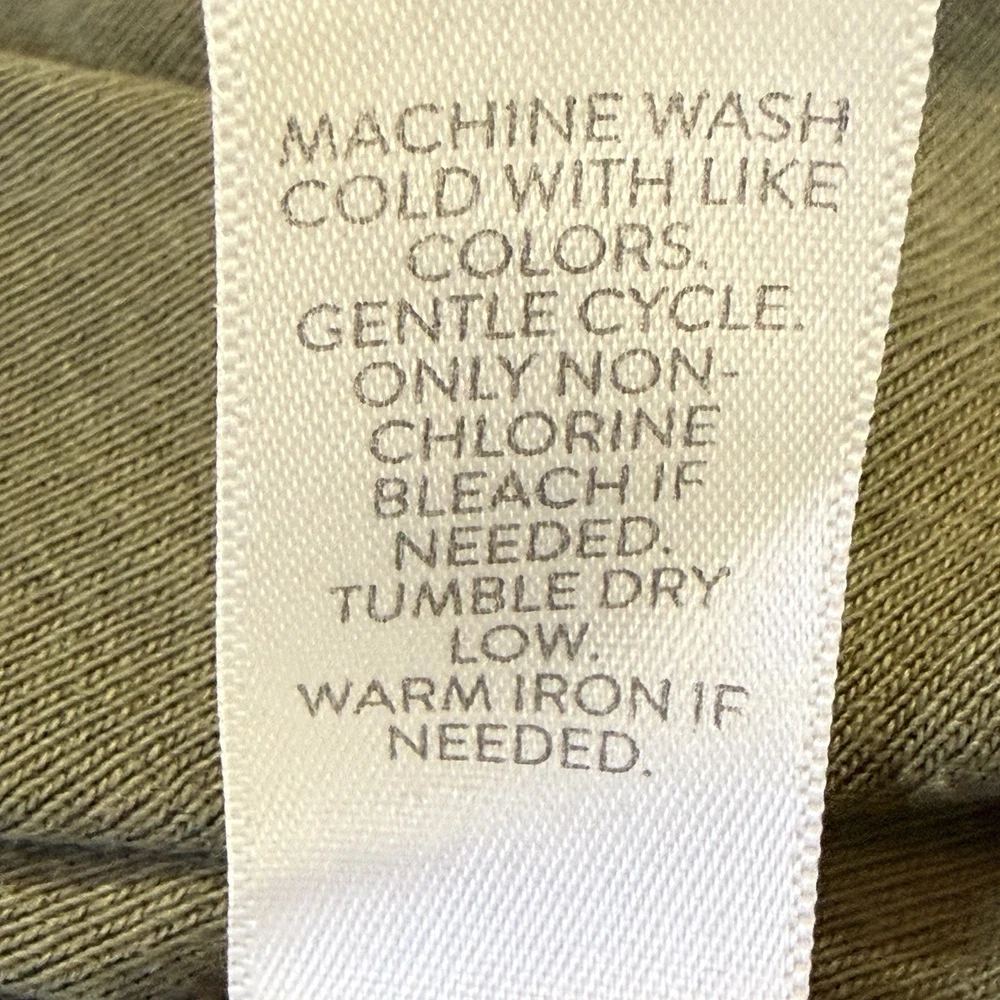 MACHINE WASH
COLD WITH LIKE
COLORS.
GENTLE CYCLE.
ONLY NON-
CHLORINE
BLEACH IF
NEEDED.
TUMBLE DRY
LOW.
WARM IRON IF
NEEDED.